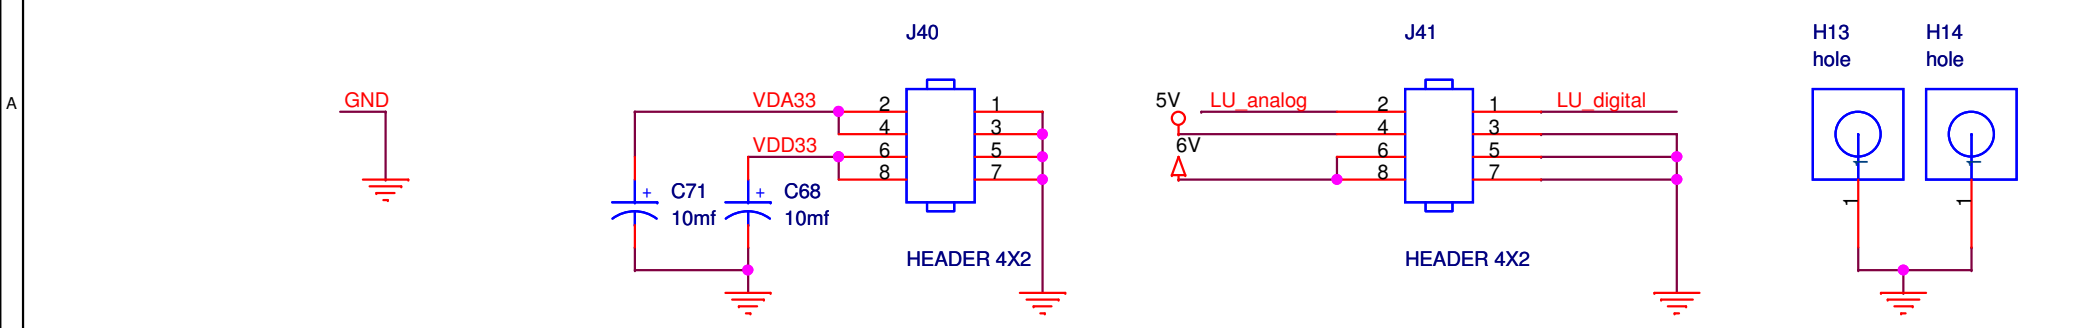 J40 J41 H13 H14
hole hole
A GND VDA33 2 1 5V LU_analog 2 1 LU_digital
4 3 4 3
VDD33 6 5 6V 6 5
8 7 8 7
1 1
+ C71 + C68
10mf 10mf
1 1
HEADER 4X2 HEADER 4X2